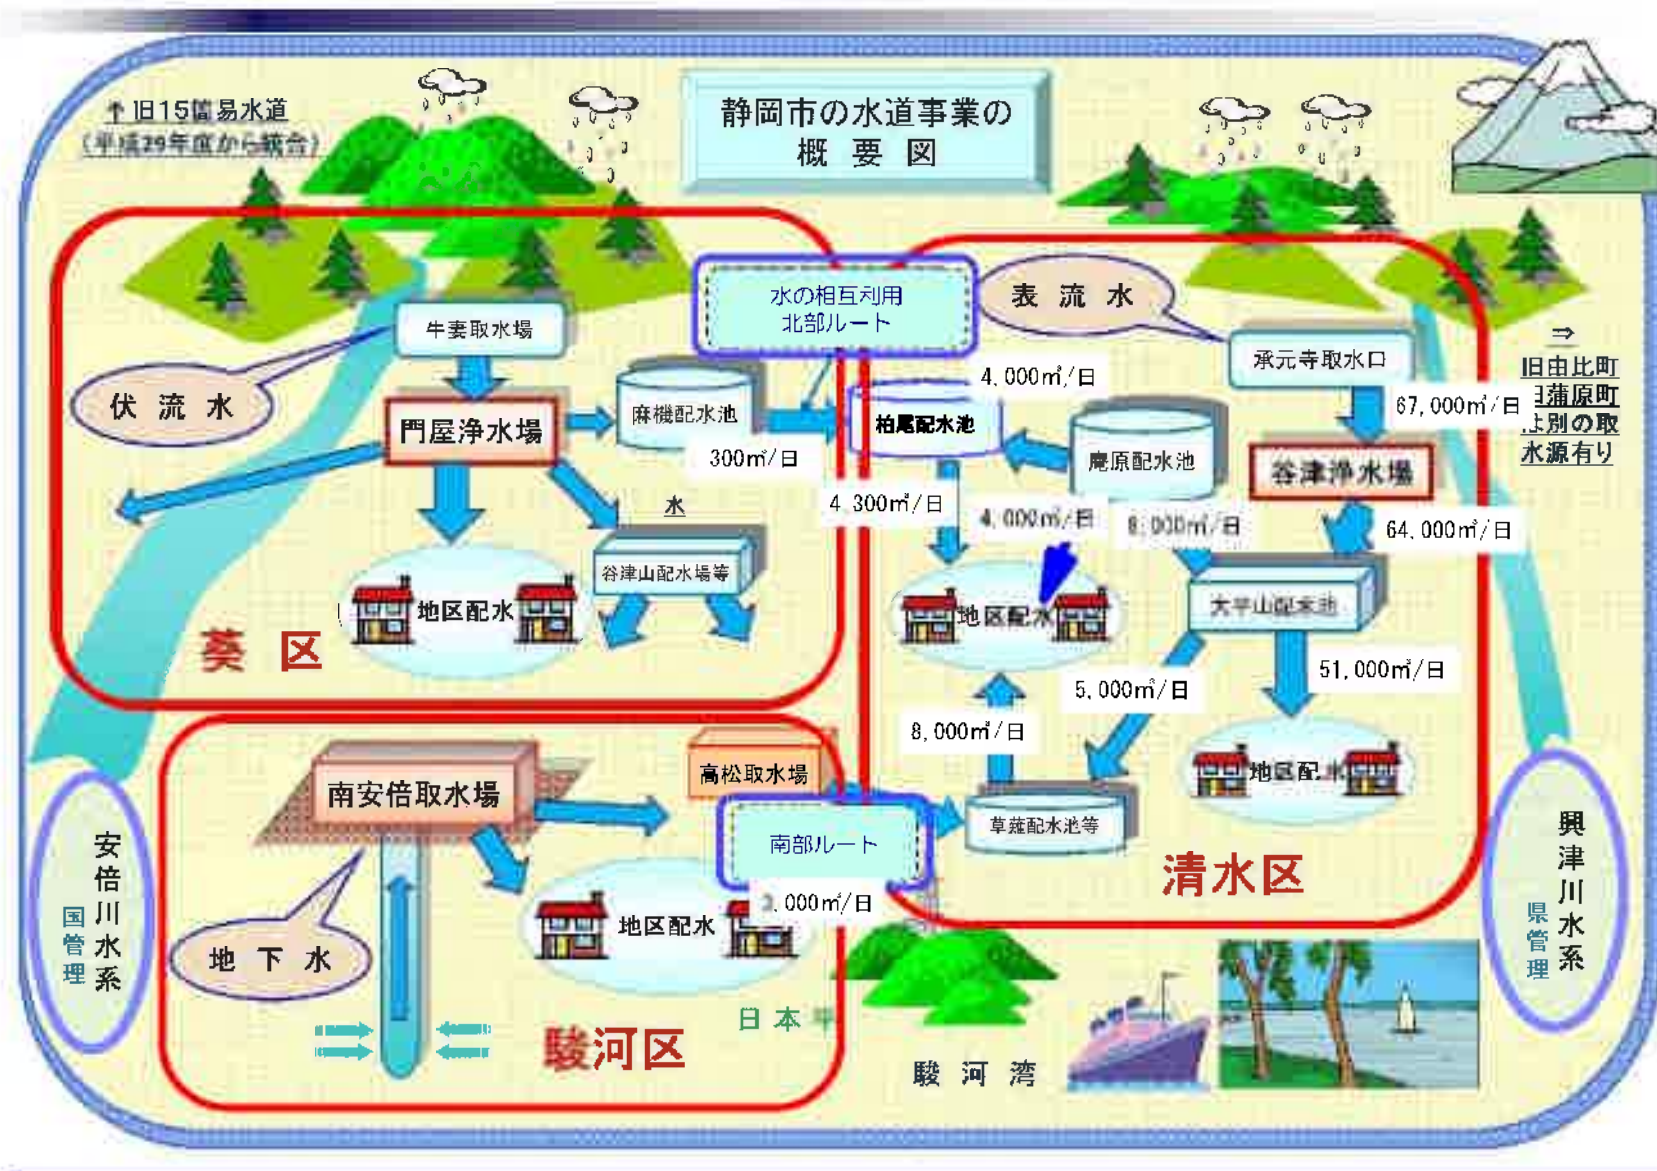 静岡市の水道事業の
概要図
↑旧15簡易水道
(平成29年度から統合)
水の相互利用
北部ルート
表流水
牛妻取水場
承元寺取水口
⇒
旧由比町
旧蒲原町
は別の取
水源有り
伏流水
門屋浄水場
麻機配水池
300㎥/日
4,000㎥/日
柏尾配水池
庵原配水池
67,000㎥/日
谷津浄水場
水
4,300㎥/日
4,000㎥/日
8,000㎥/日
64,000㎥/日
谷津山配水場等
地区配水
地区配水
大平山配水池
葵区
5,000㎥/日
51,000㎥/日
8,000㎥/日
地区配水
南安倍取水場
高松取水場
南部ルート
草薙配水池等
清水区
,000㎥/日
地区配水
地下水
安倍川水系
国管理
興津川水系
県管理
駿河区
日本平
駿河湾